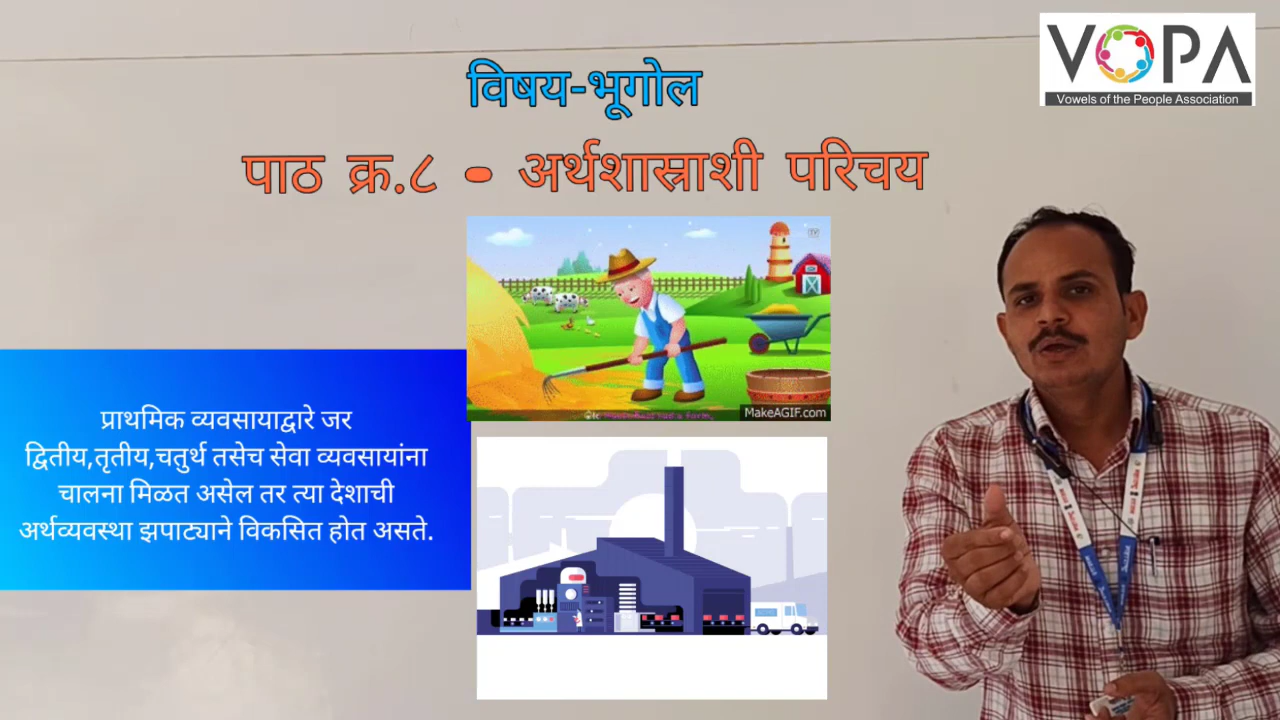 VOPA
Vowels of the People Association
विषय-भूगोल
पाठ क्र.८ - अर्थशास्राशी परिचय
प्राथमिक व्यवसायाद्वारे जर
द्वितीय,तृतीय,चतुर्थ तसेच सेवा व्यवसायांना
चालना मिळत असेल तर त्या देशाची
अर्थव्यवस्था झपाट्याने विकसित होत असते.
MakeAGIF.com